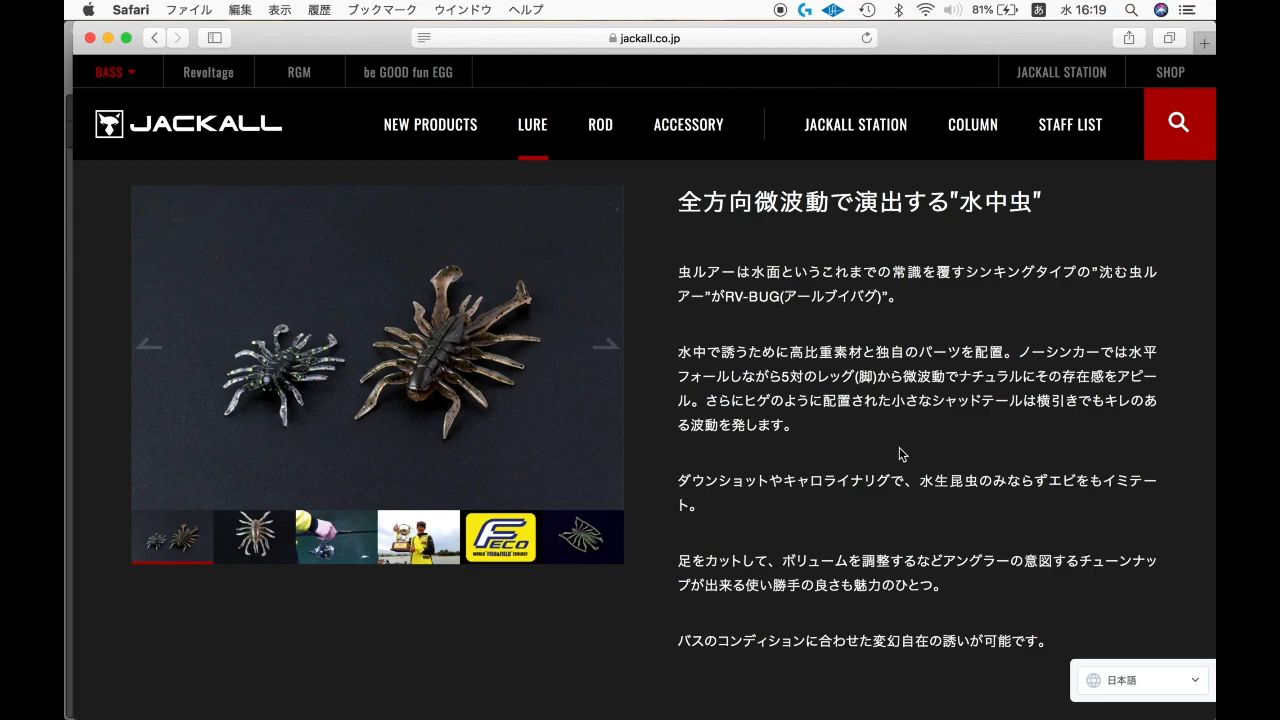 Safari ファイル 編集 表示 履歴 ブックマーク ウインドウ ヘルプ 81% あ 水 16:19
jackall.co.jp
BASS Revoltage RGM be GOOD fun EGG JACKALL STATION SHOP
JACKALL NEW PRODUCTS LURE ROD ACCESSORY JACKALL STATION COLUMN STAFF LIST
全方向微波動で演出する"水中虫"
虫ルアーは水面というこれまでの常識を覆すシンキングタイプの"沈む虫ル
アー"がRV-BUG(アールブイバグ)"。
水中で誘うために高比重素材と独自のパーツを配置。ノーシンカーでは水平
フォールしながら5対のレッグ(脚)から微波動でナチュラルにその存在感をアピー
ル。さらにヒゲのように配置された小さなシャッドテールは横引きでもキレのあ
る波動を発します。
ダウンショットやキャロライナリグで、水生昆虫のみならずエビをもイミテー
ト。
足をカットして、ボリュームを調整するなどアングラーの意図するチューンナッ
プが出来る使い勝手の良さも魅力のひとつ。
バスのコンディションに合わせた変幻自在の誘いが可能です。
FECO
WORLD "FISH&FIELD" ECOLOGY
日本語